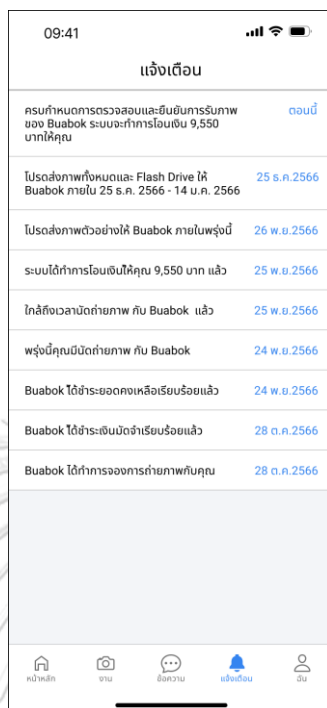 09:41
แจ้งเตือน
ครบกำหนดการตรวจสอบและยืนยันการรับภาพ ตอนนี้
ของ Buabok ระบบจะทำการโอนเงิน 9,550
บาทให้คุณ
โปรดส่งภาพทั้งหมดและ Flash Drive ให้ 25 ธ.ค.2566
Buabok ภายใน 25 ธ.ค. 2566 - 14 ม.ค. 2566
โปรดส่งภาพตัวอย่างให้ Buabok ภายในพรุ่งนี้ 26 พ.ย.2566
ระบบได้ทำการโอนเงินให้คุณ 9,550 บาท แล้ว 25 พ.ย.2566
ใกล้ถึงเวลานัดถ่ายภาพ กับ Buabok แล้ว 25 พ.ย.2566
พรุ่งนี้คุณมีนัดถ่ายภาพ กับ Buabok 24 พ.ย.2566
Buabok ได้ชำระยอดคงเหลือเรียบร้อยแล้ว 24 พ.ย.2566
Buabok ได้ชำระเงินมัดจำเรียบร้อยแล้ว 28 ต.ค.2566
Buabok ได้ทำการจองการถ่ายภาพกับคุณ 28 ต.ค.2566
หน้าหลัก งาน ข้อความ แจ้งเตือน ฉัน